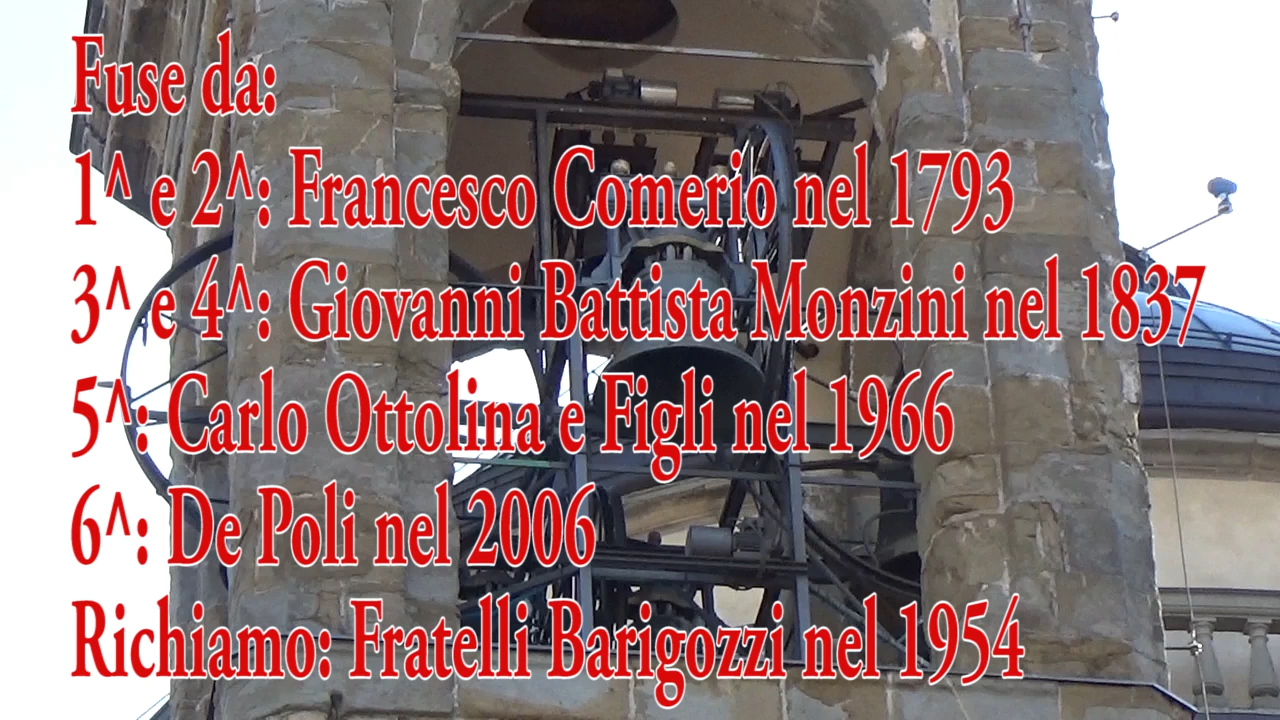 Fuse da:
1^ e 2^: Francesco Comerio nel 1793
3^ e 4^: Giovanni Battista Monzini nel 1837
5^: Carlo Ottolina e Figli nel 1966
6^: De Poli nel 2006
Richiamo: Fratelli Barigozzi nel 1954